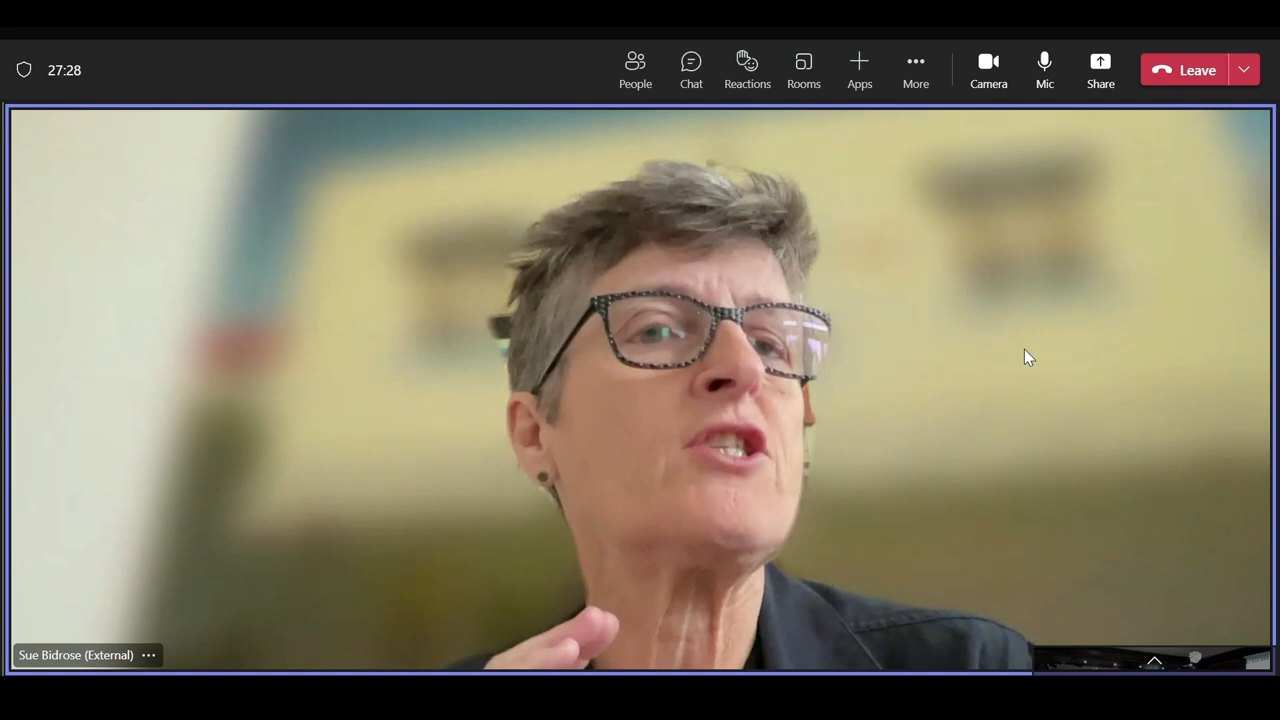 27:28
People
Chat
Reactions
Rooms
Apps
More
Camera
Mic
Share
Leave
Sue Bidrose (External)